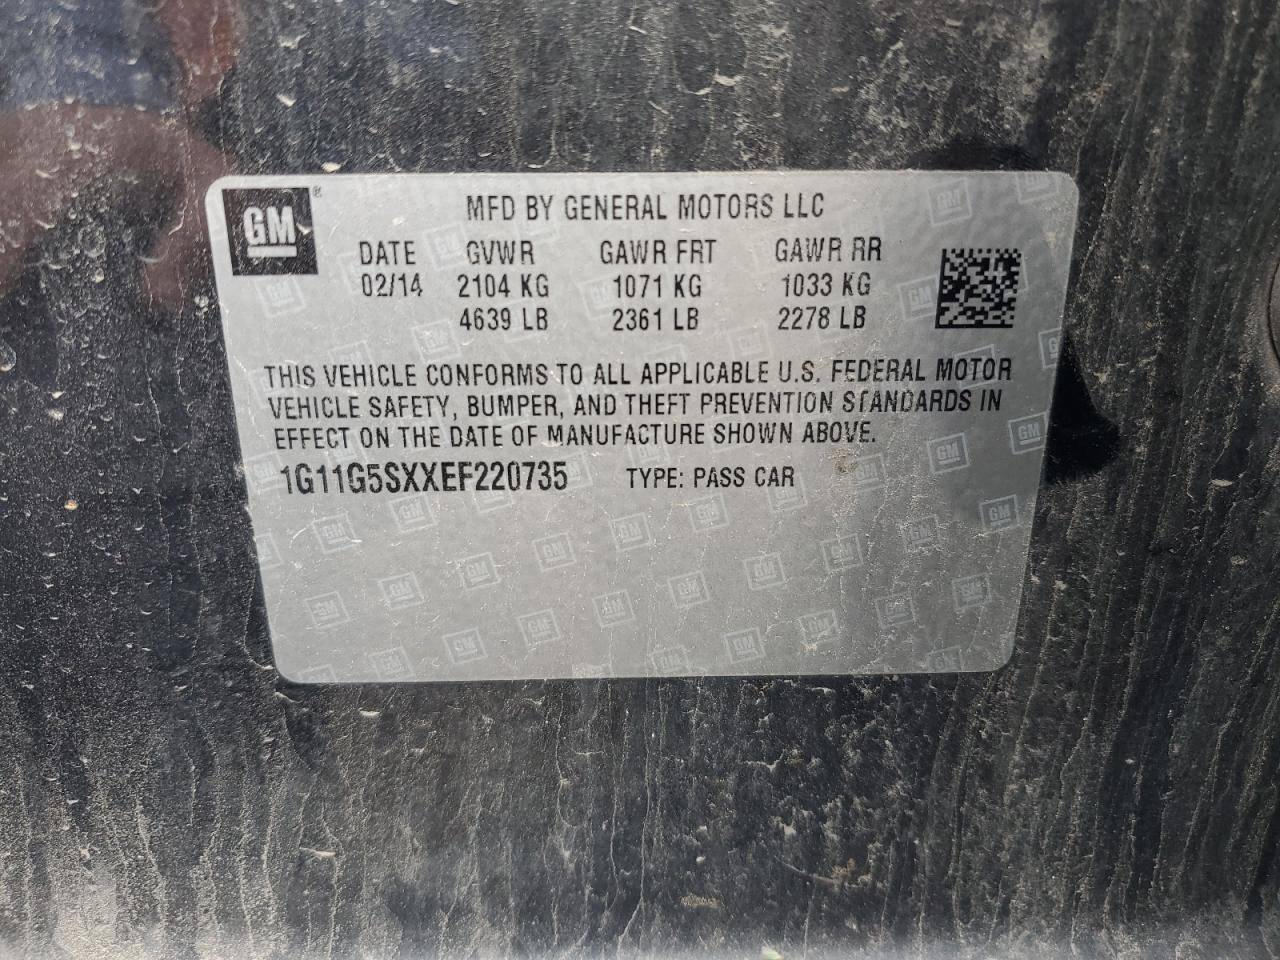 GM ® MFD BY GENERAL MOTORS LLC
DATE GVWR GAWR FRT GAWR RR
02/14 2104 KG 1071 KG 1033 KG
4639 LB 2361 LB 2278 LB
THIS VEHICLE CONFORMS TO ALL APPLICABLE U.S. FEDERAL MOTOR
VEHICLE SAFETY, BUMPER, AND THEFT PREVENTION STANDARDS IN
EFFECT ON THE DATE OF MANUFACTURE SHOWN ABOVE.
1G11G5SXXEF220735 TYPE: PASS CAR